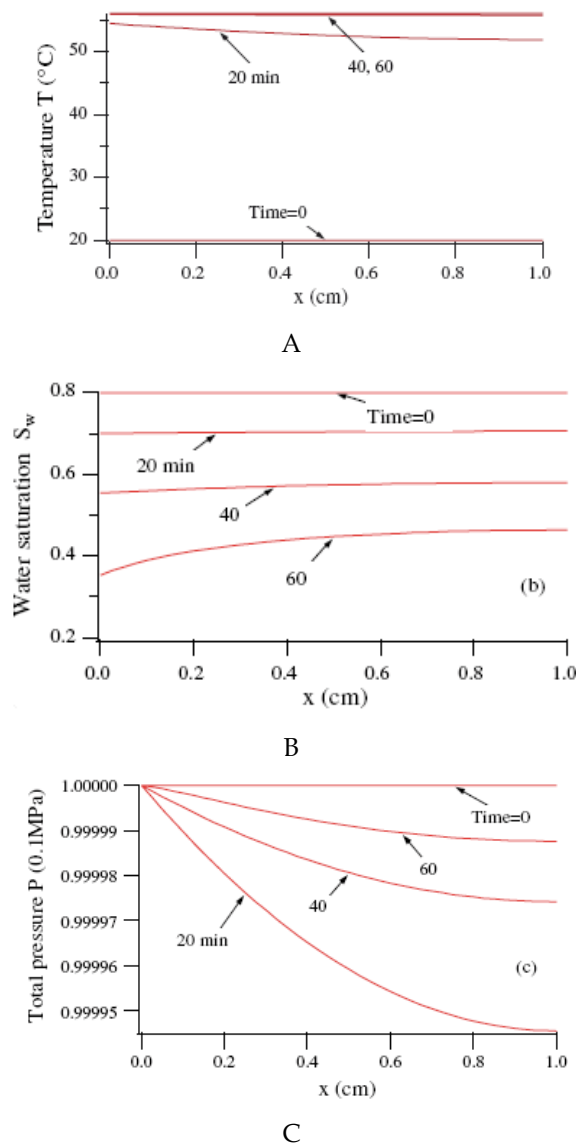 Temperature T (°C)
50
40
30
20
20 min
40, 60
Time=0
0.0 0.2 0.4 0.6 0.8 1.0
x (cm)
A
Water saturation Sw
0.8
0.6
0.4
0.2
Time=0
20 min
40
60
(b)
0.0 0.2 0.4 0.6 0.8 1.0
x (cm)
B
Total pressure P (0.1MPa)
1.00000
0.99999
0.99998
0.99997
0.99996
0.99995
Time=0
60
40
20 min
(c)
0.0 0.2 0.4 0.6 0.8 1.0
x (cm)
C